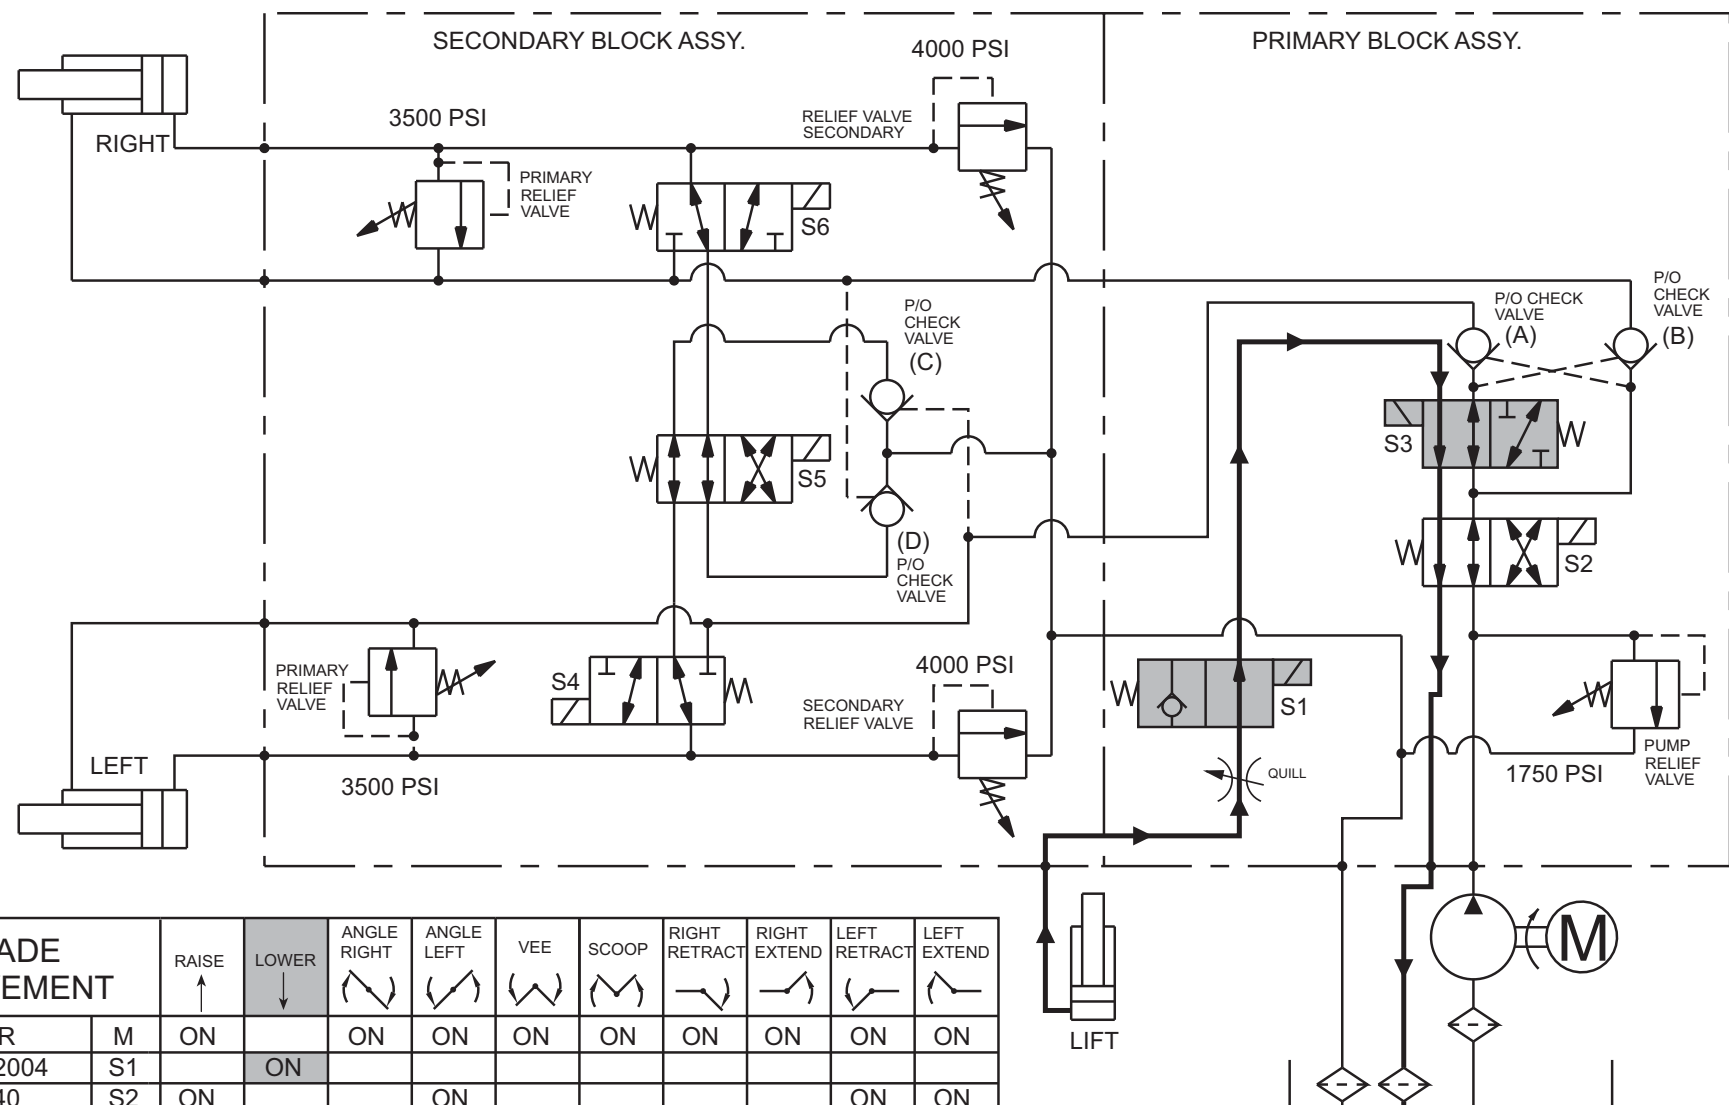 SECONDARY BLOCK ASSY.
PRIMARY BLOCK ASSY.
4000 PSI
3500 PSI
RIGHT
RELIEF VALVE
SECONDARY
PRIMARY
RELIEF
VALVE
S6
P/O
CHECK
VALVE
(C)
P/O CHECK
VALVE
(A)
P/O
CHECK
VALVE
(B)
S3
S5
(D)
P/O
CHECK
VALVE
S2
PRIMARY
RELIEF
VALVE
S4
4000 PSI
SECONDARY
RELIEF VALVE
S1
QUILL
PUMP
RELIEF
VALVE
1750 PSI
LEFT
3500 PSI
M
LIFT
ADE
EMENT
RAISE
LOWER
ANGLE
RIGHT
ANGLE
LEFT
VEE
SCOOP
RIGHT
RETRACT
RIGHT
EXTEND
LEFT
RETRACT
LEFT
EXTEND
R M ON ON ON ON ON ON ON ON ON
2004 S1 ON
40 S2 ON ON ON ON